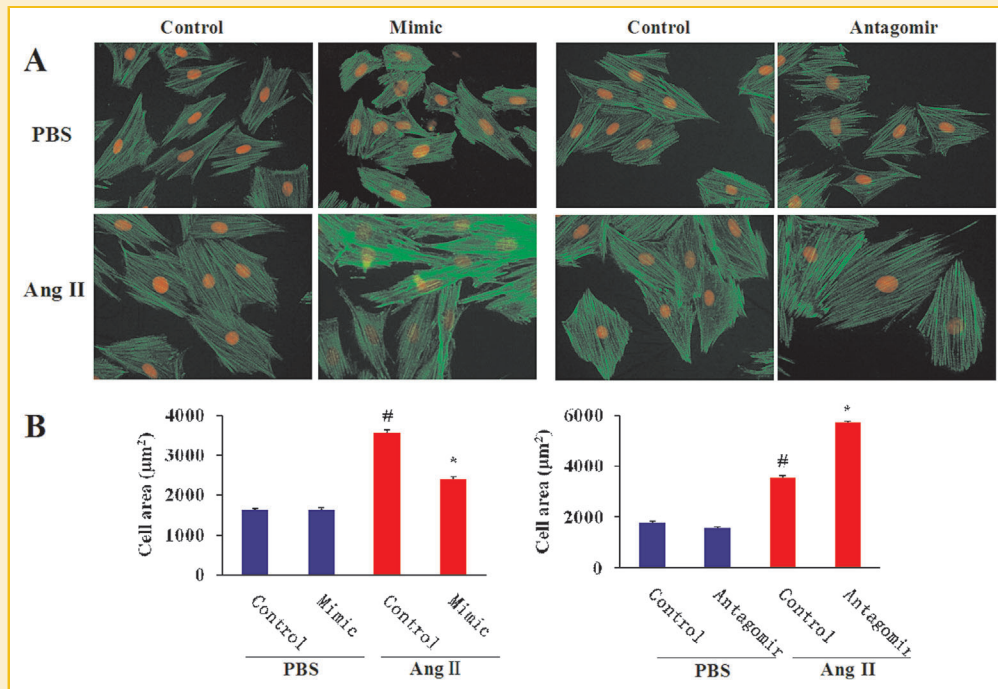 Control Mimic Control Antagomir
A
PBS
Ang II
B
Cell area (μm²)
4000
3000
2000
1000
0
#
*
Control Mimic Control Mimic
PBS Ang II
Cell area (μm²)
6000
4000
2000
0
#
*
Control Antagomir Control Antagomir
PBS Ang II